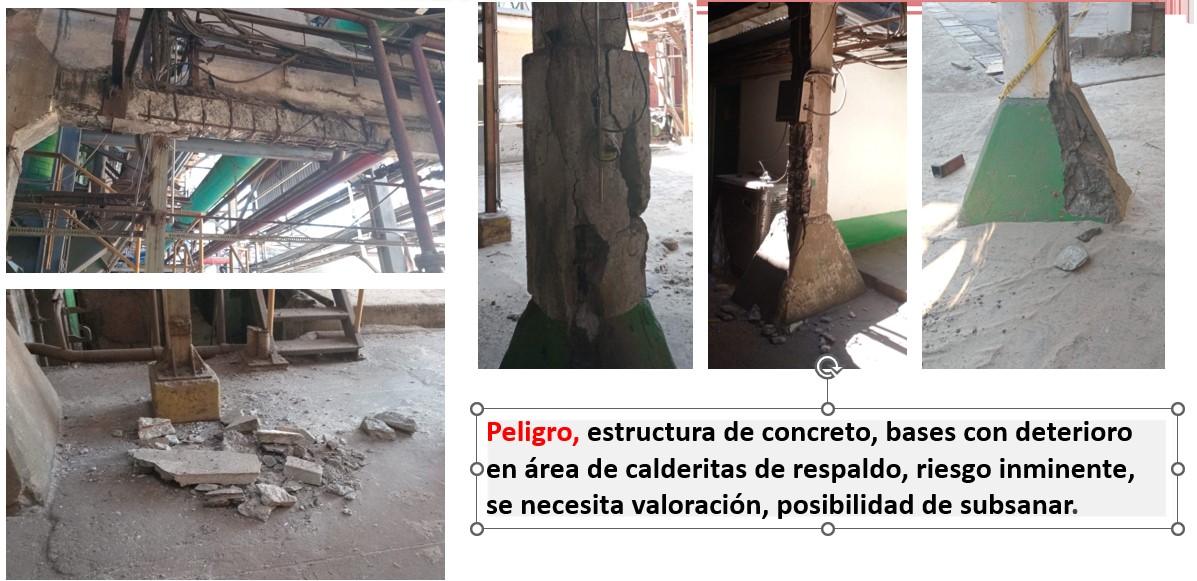 Peligro, estructura de concreto, bases con deterioro
en área de calderitas de respaldo, riesgo inminente,
se necesita valoración, posibilidad de subsanar.